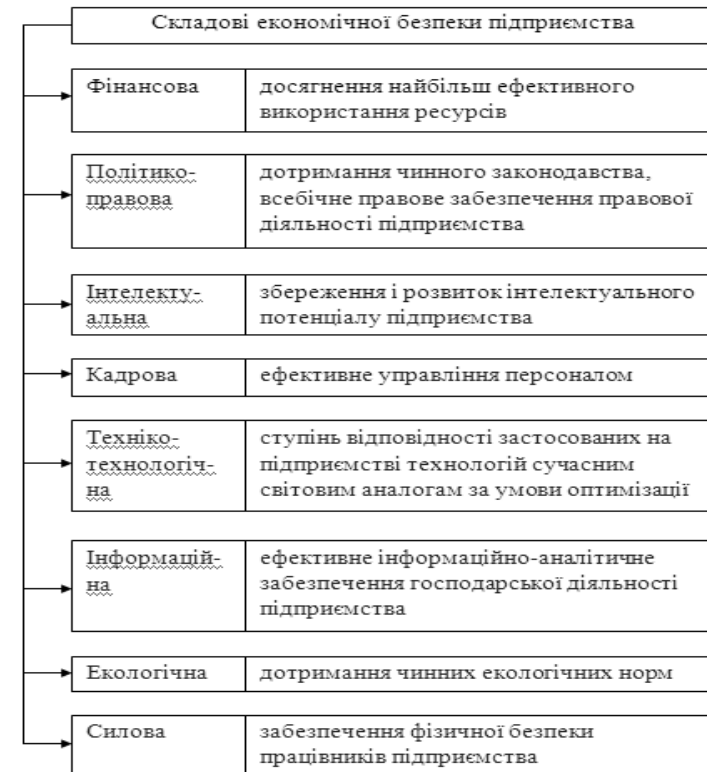 Складові економічної безпеки підприємства
Фінансова
досягнення найбільш ефективного
використання ресурсів
Політико-
правова
дотримання чинного законодавства,
всебічне правове забезпечення правової
діяльності підприємства
Інтелекту-
альна
збереження і розвиток інтелектуального
потенціалу підприємства
Кадрова
ефективне управління персоналом
Техніко-
технологіч-
на
ступінь відповідності застосованих на
підприємстві технологій сучасним
світовим аналогам за умови оптимізації
Інформацій-
на
ефективне інформаційно-аналітичне
забезпечення господарської діяльності
підприємства
Екологічна
дотримання чинних екологічних норм
Силова
забезпечення фізичної безпеки
працівників підприємства